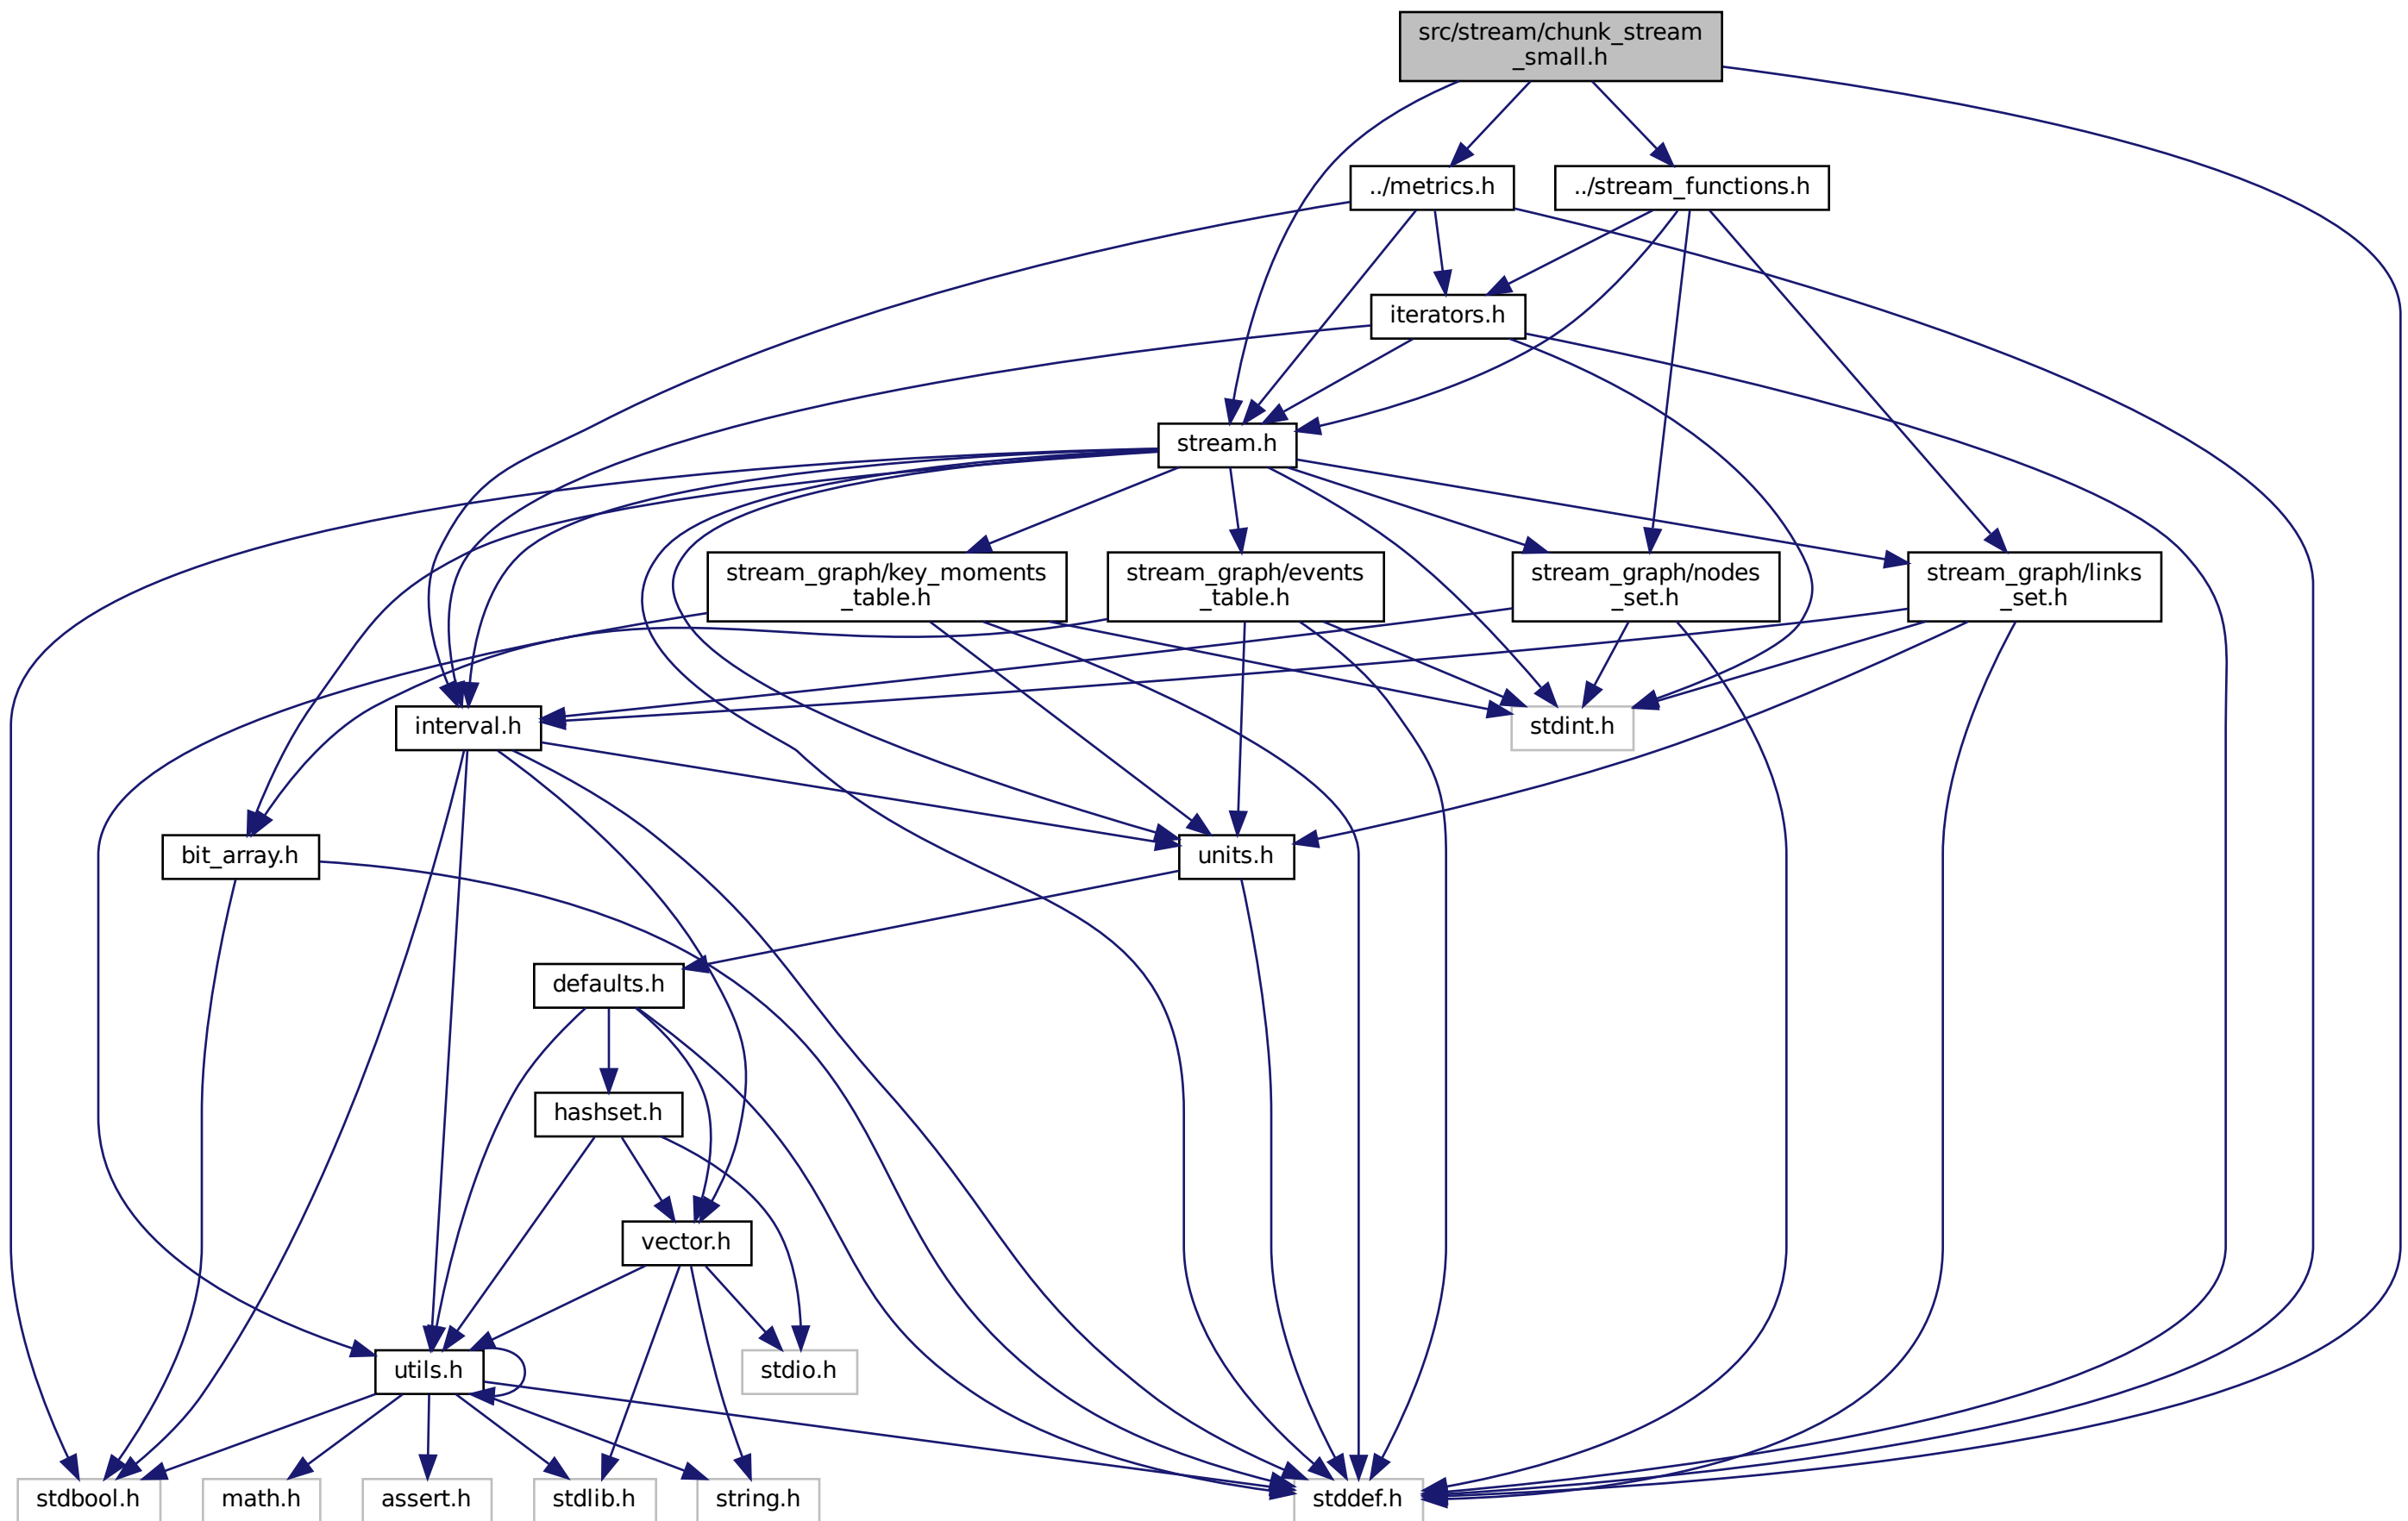 src/stream/chunk_stream
_small.h
../metrics.h
../stream_functions.h
iterators.h
stream.h
stream_graph/key_moments
_table.h
stream_graph/events
_table.h
stream_graph/nodes
_set.h
stream_graph/links
_set.h
interval.h
stdint.h
bit_array.h
units.h
defaults.h
hashset.h
vector.h
utils.h
stdio.h
stdbool.h
math.h
assert.h
stdlib.h
string.h
stddef.h